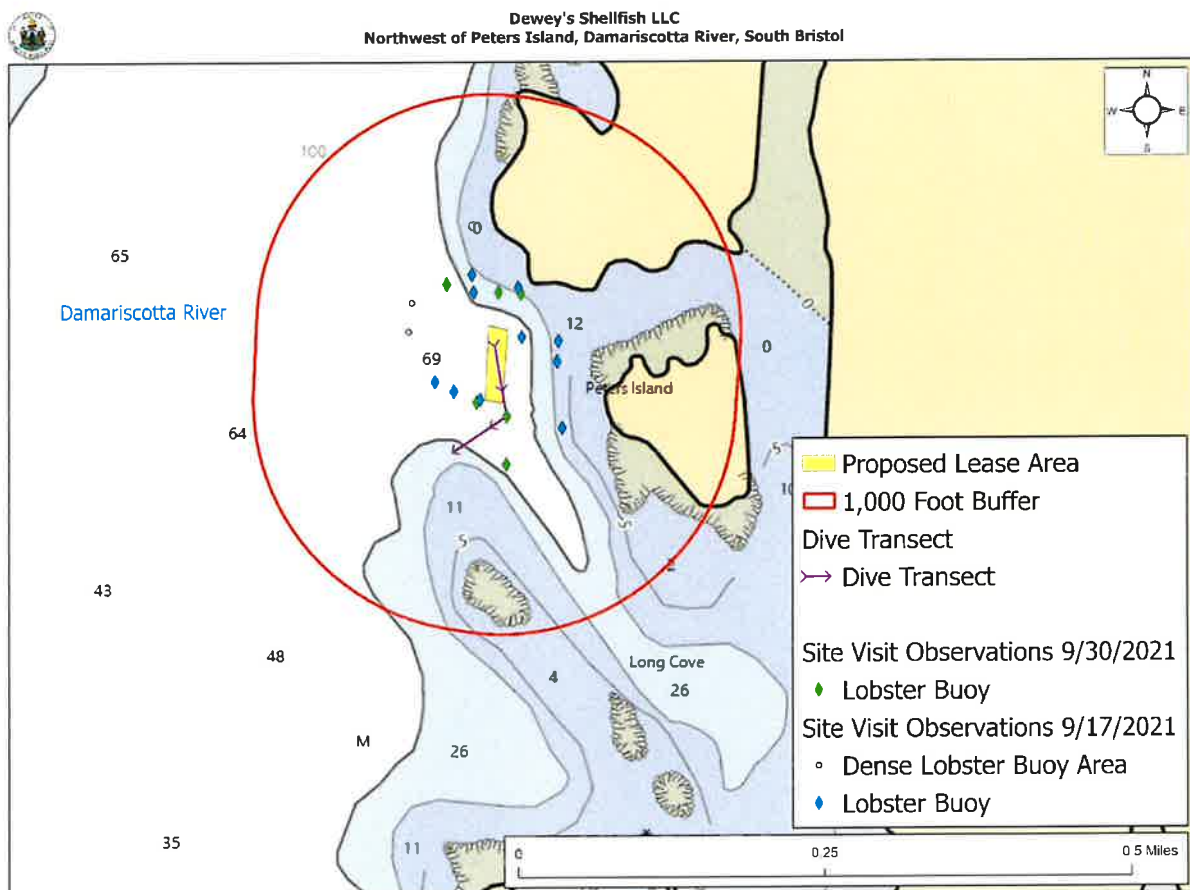 Dewey's Shellfish LLC
Northwest of Peters Island, Damariscotta River, South Bristol
N
W
E
S
100
0
65
0
Damariscotta River
12
0
69
Peters Island
64
5
Proposed Lease Area
11
10
1,000 Foot Buffer
5
5
Dive Transect
2
Dive Transect
43
48
Long Cove
Site Visit Observations 9/30/2021
4
26
Lobster Buoy
Site Visit Observations 9/17/2021
M
26
Dense Lobster Buoy Area
Lobster Buoy
35
11
0
0 25
0 5 Miles